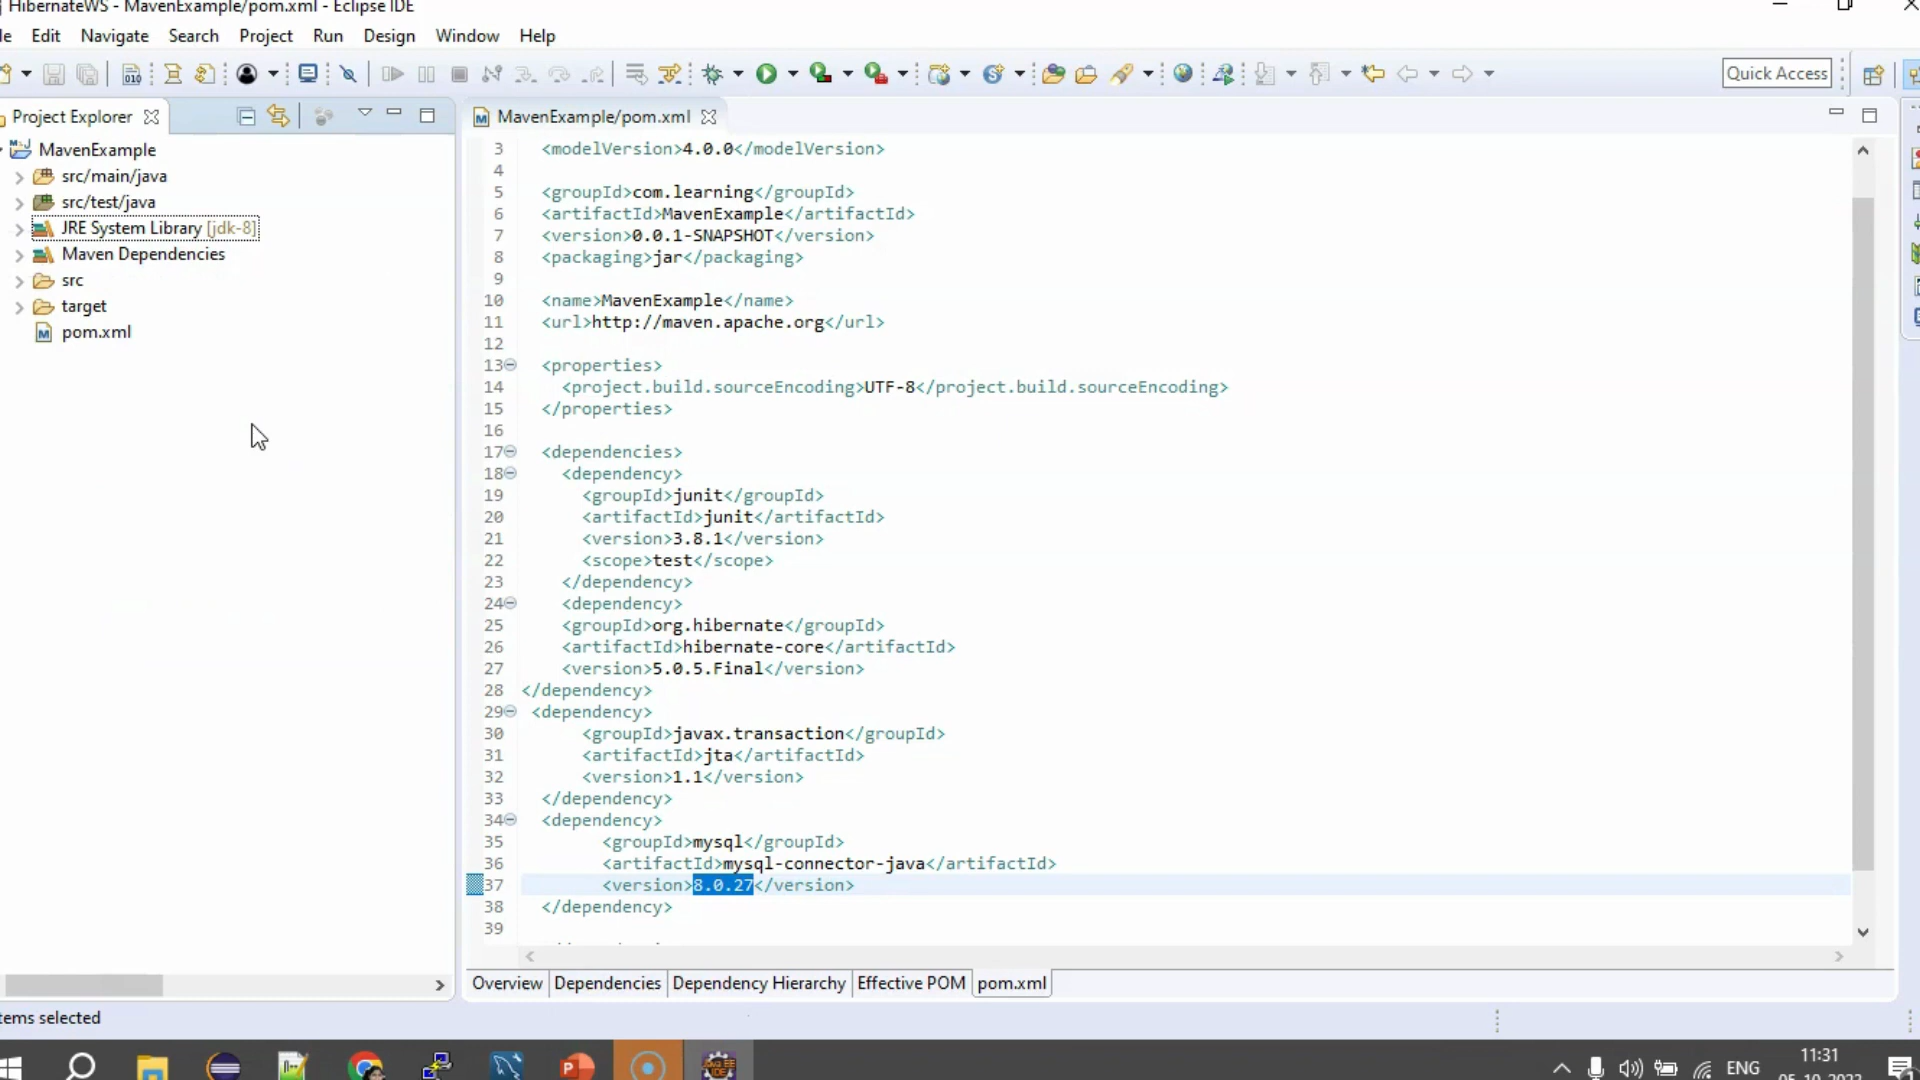 HibernateWS - MavenExample/pom.xml - Eclipse IDE
le Edit Navigate Search Project Run Design Window Help
Quick Access
Project Explorer
MavenExample
src/main/java
src/test/java
JRE System Library [jdk-8]
Maven Dependencies
src
target
pom.xml
MavenExample/pom.xml
3 <modelVersion>4.0.0</modelVersion>
4
5 <groupId>com.learning</groupId>
6 <artifactId>MavenExample</artifactId>
7 <version>0.0.1-SNAPSHOT</version>
8 <packaging>jar</packaging>
9
10 <name>MavenExample</name>
11 <url>http://maven.apache.org</url>
12
13 <properties>
14 <project.build.sourceEncoding>UTF-8</project.build.sourceEncoding>
15 </properties>
16
17 <dependencies>
18 <dependency>
19 <groupId>junit</groupId>
20 <artifactId>junit</artifactId>
21 <version>3.8.1</version>
22 <scope>test</scope>
23 </dependency>
24 <dependency>
25 <groupId>org.hibernate</groupId>
26 <artifactId>hibernate-core</artifactId>
27 <version>5.0.5.Final</version>
28 </dependency>
29 <dependency>
30 <groupId>javax.transaction</groupId>
31 <artifactId>jta</artifactId>
32 <version>1.1</version>
33 </dependency>
34 <dependency>
35 <groupId>mysql</groupId>
36 <artifactId>mysql-connector-java</artifactId>
37 <version>8.0.27</version>
38 </dependency>
39
Overview Dependencies Dependency Hierarchy Effective POM pom.xml
tems selected
ENG
11:31